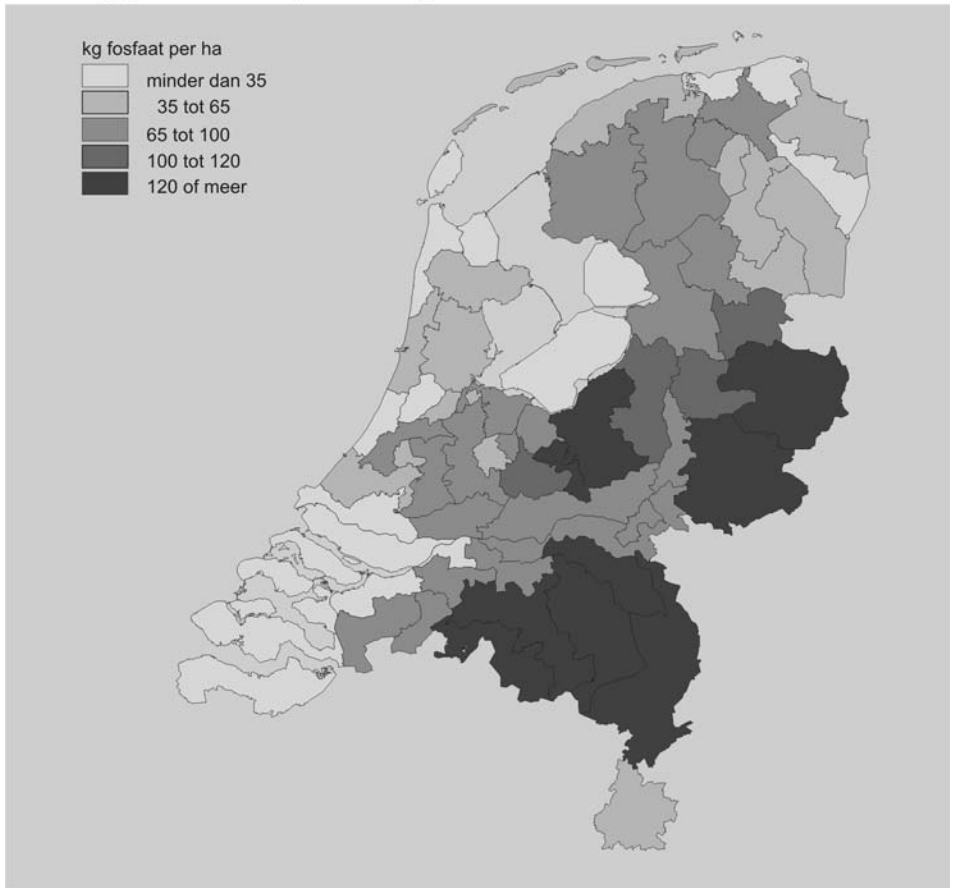 kg fosfaat per ha
minder dan 35
35 tot 65
65 tot 100
100 tot 120
120 of meer